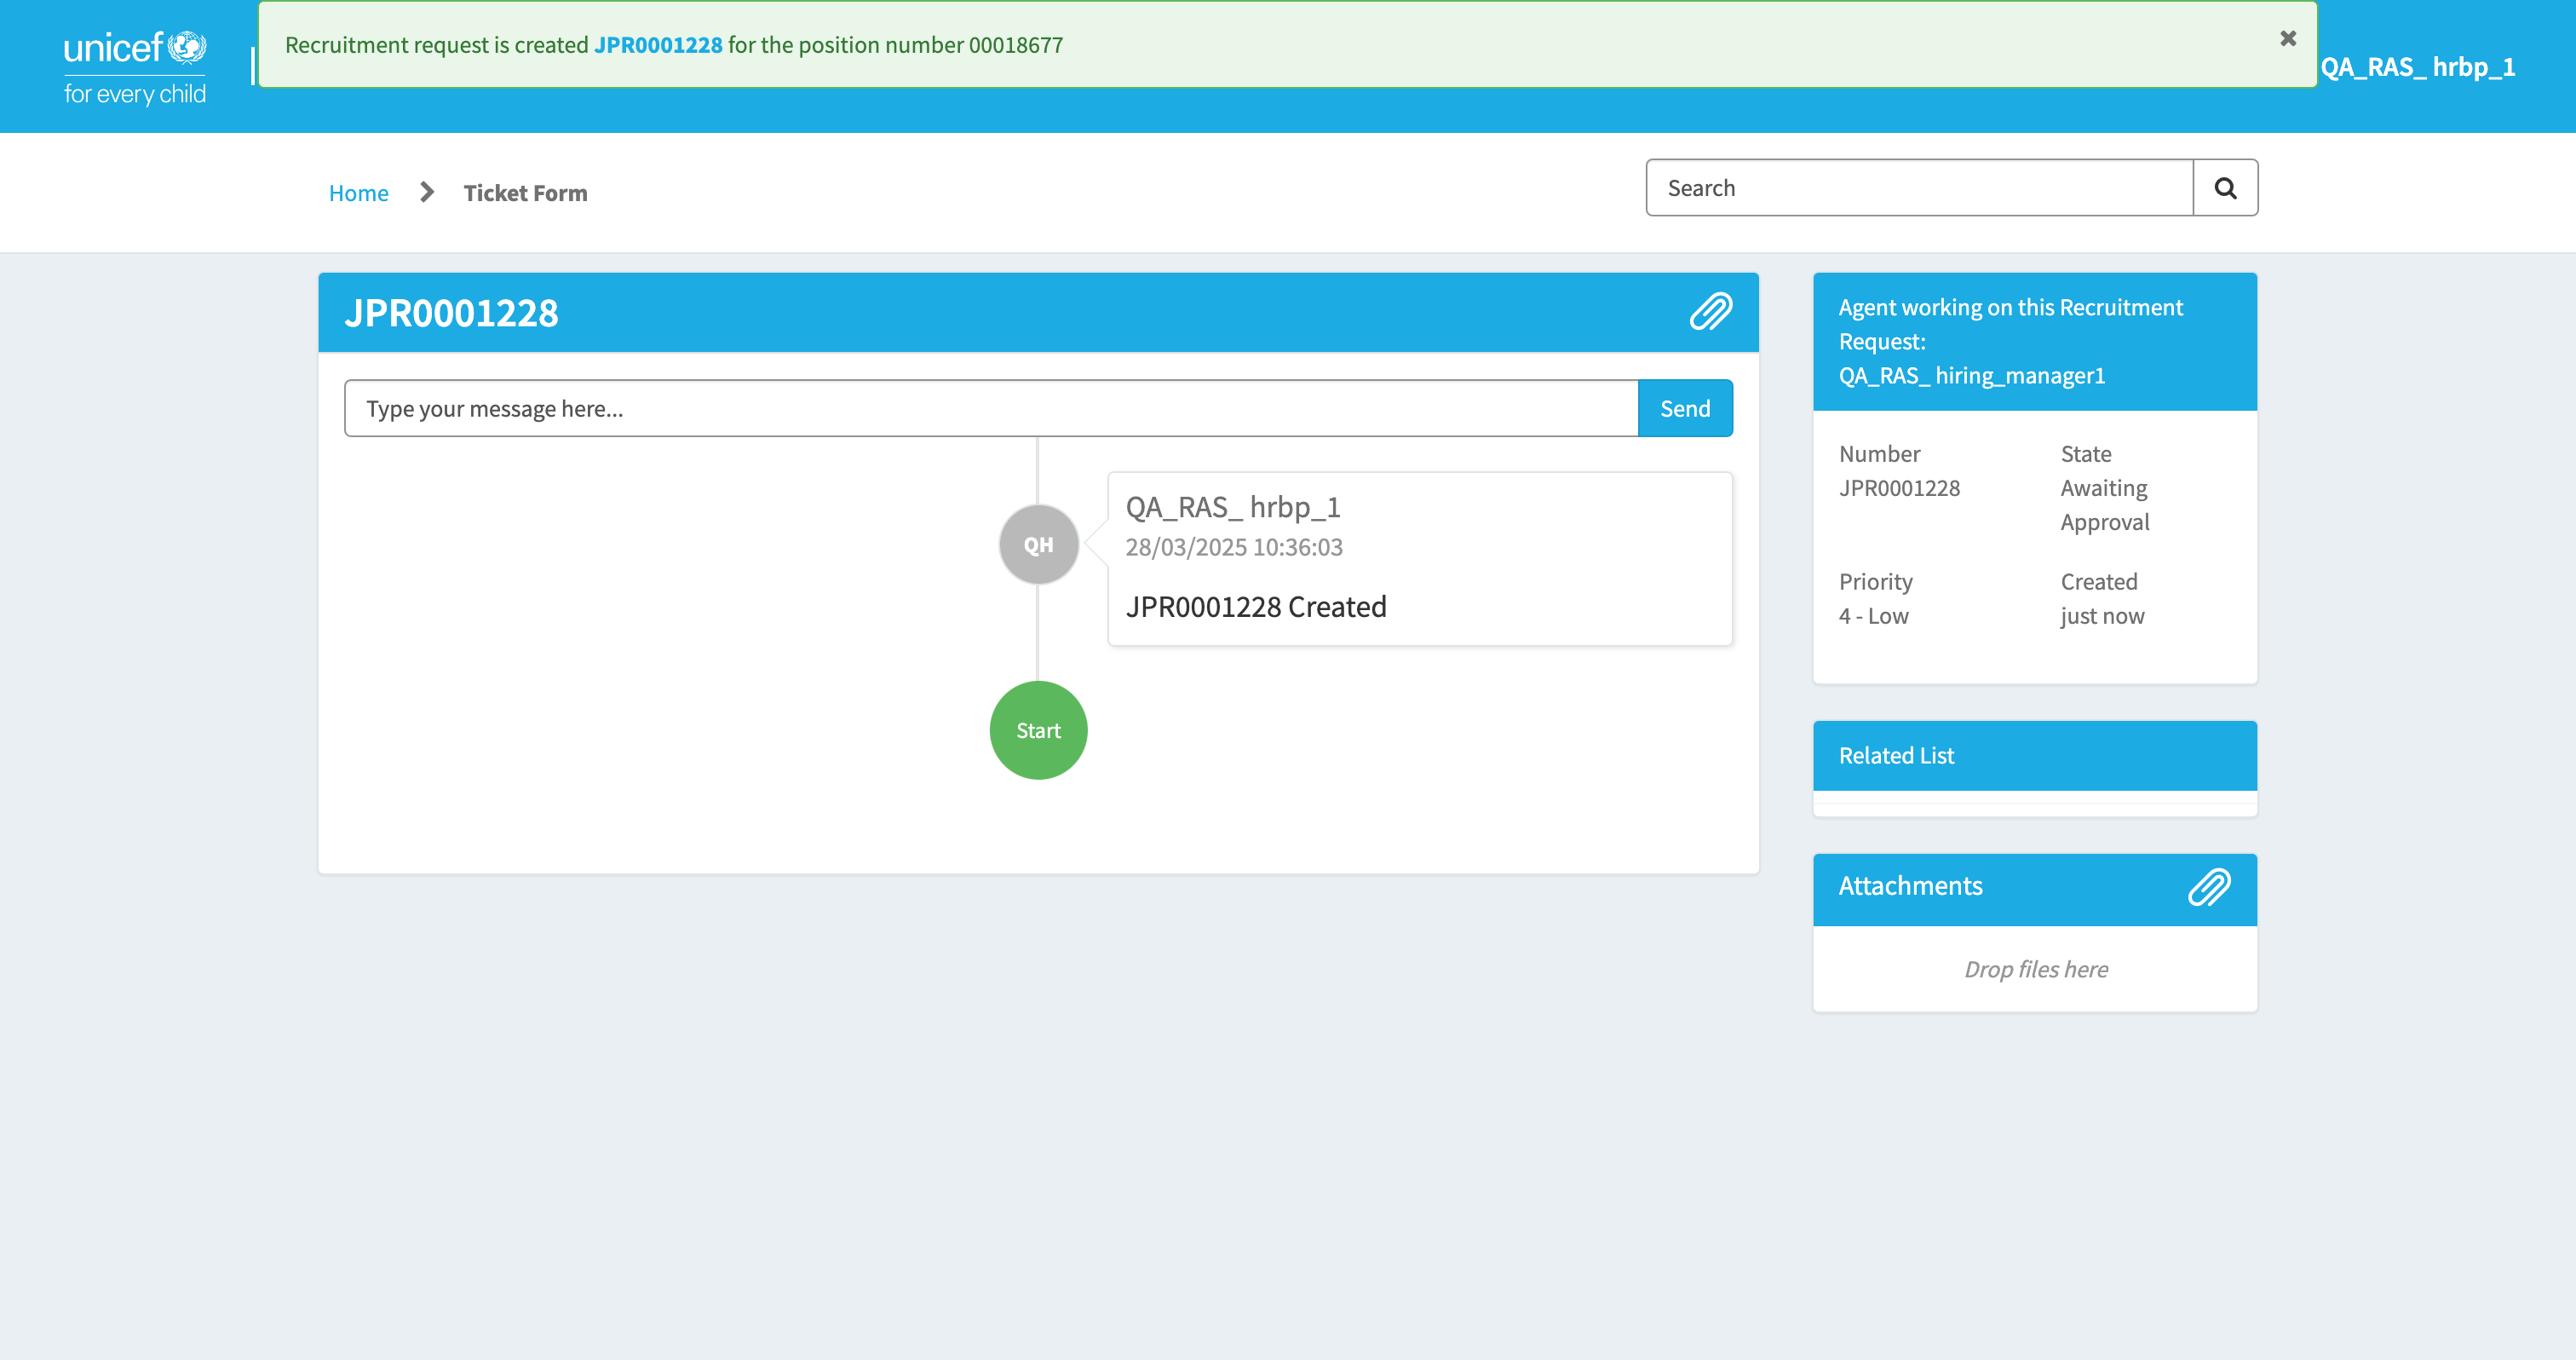 Recruitment request is created JPR0001228 for the position number 00018677
unicef
for every child
QA_RAS_ hrbp_1
Home
Ticket Form
Search
JPR0001228
Type your message here...
Send
QA_RAS_ hrbp_1
28/03/2025 10:36:03
JPR0001228 Created
QH
Start
Agent working on this Recruitment
Request:
QA_RAS_ hiring_manager1
Number
JPR0001228
State
Awaiting
Approval
Priority
4 - Low
Created
just now
Related List
Attachments
Drop files here